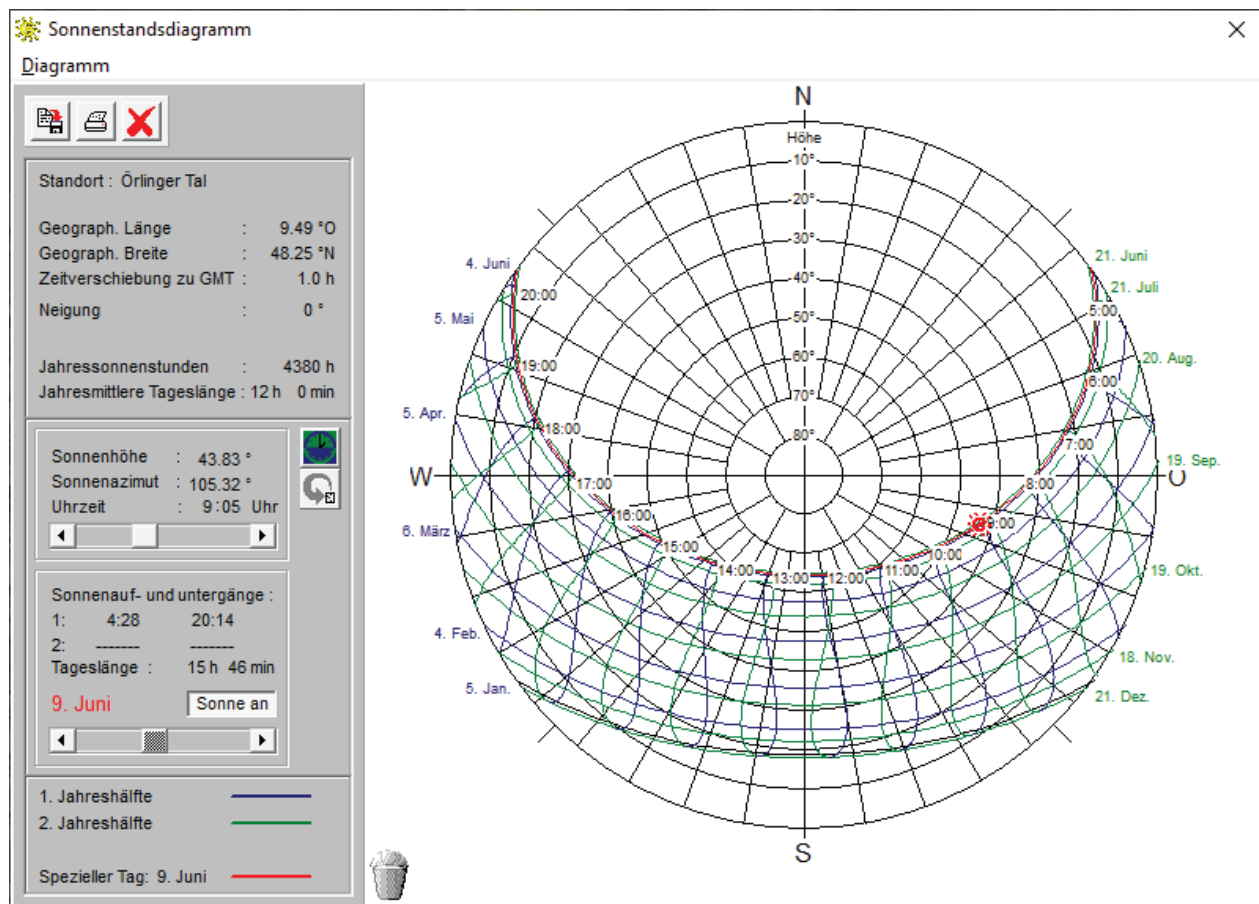 Sonnenstandsdiagramm
Diagramm
Standort : Örlinger Tal
Geograph. Länge : 9.49 °O
Geograph. Breite : 48.25 °N
Zeitverschiebung zu GMT : 1.0 h
Neigung : 0 °
Jahressonnenstunden : 4380 h
Jahresmittlere Tageslänge : 12 h 0 min
Sonnenhöhe : 43.83 °
Sonnenazimut : 105.32 °
Uhrzeit : 9:05 Uhr
Sonnenauf- und untergänge :
1: 4:28 20:14
2: ------- -------
Tageslänge : 15 h 46 min
9. Juni Sonne an
1. Jahreshälfte
2. Jahreshälfte
Spezieller Tag: 9. Juni
N
Höhe
10°
20°
30°
40°
50°
60°
70°
80°
4. Juni
5. Mai
5. Apr.
W
6. März
4. Feb.
5. Jan.
21. Juni
21. Juli
20. Aug.
19. Sep.
O
19. Okt.
18. Nov.
21. Dez.
20:00
19:00
18:00
17:00
16:00
15:00
14:00
13:00
12:00
11:00
10:00
9:00
8:00
7:00
6:00
5:00
S